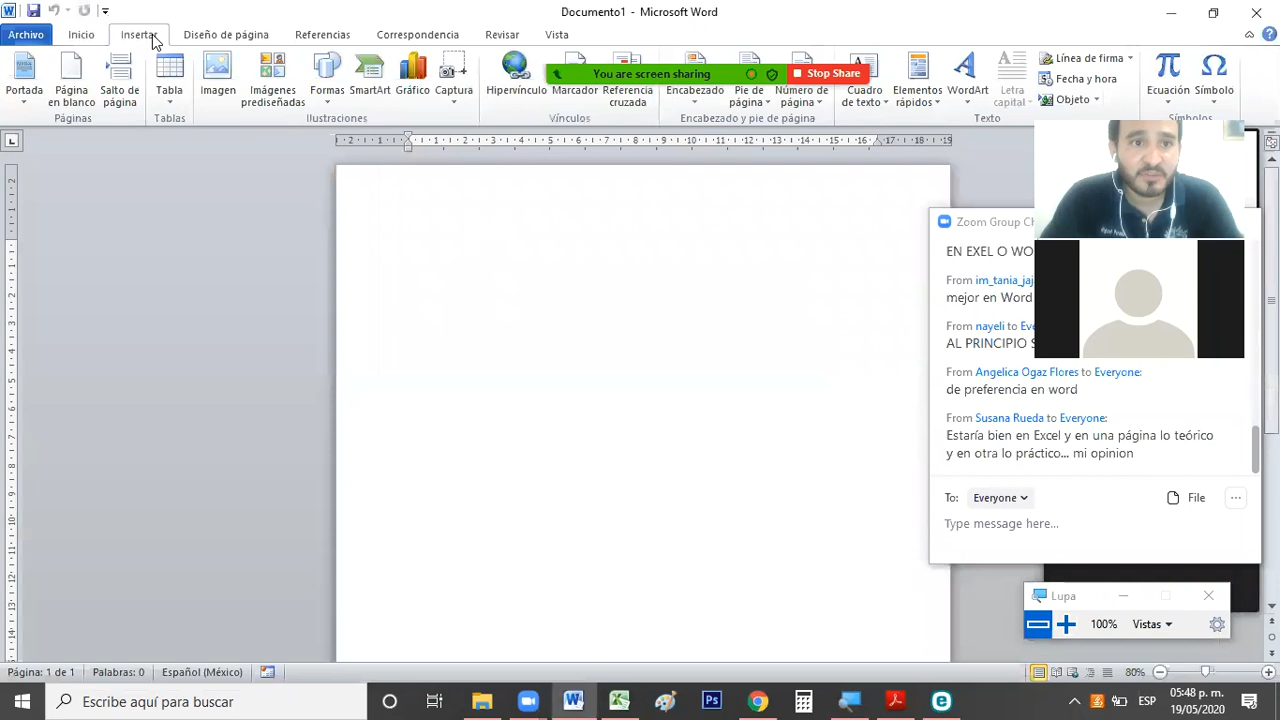 Documento1 - Microsoft Word
Archivo
Inicio
Insertar
Diseño de página
Referencias
Correspondencia
Revisar
Vista
You are screen sharing
Stop Share
Portada
Página en blanco
Salto de página
Páginas
Tabla
Tablas
Imagen
Imágenes prediseñadas
Formas
SmartArt
Gráfico
Captura
Ilustraciones
Hipervínculo
Marcador
Referencia cruzada
Vínculos
Encabezado
Pie de página
Número de página
Encabezado y pie de página
Cuadro de texto
Elementos rápidos
WordArt
Letra capital
Línea de firma
Fecha y hora
Objeto
Texto
Ecuación
Símbolo
Símbolos
Zoom Group Ch
EN EXEL O WO
From im_tania_jaj
mejor en Word
From nayeli to Eve
AL PRINCIPIO S
From Angelica Ogaz Flores to Everyone:
de preferencia en word
From Susana Rueda to Everyone:
Estaría bien en Excel y en una página lo teórico
y en otra lo práctico... mi opinion
To: Everyone
File
Type message here...
Lupa
100%
Vistas
Página: 1 de 1
Palabras: 0
Español (México)
80%
Escribe aquí para buscar
ESP
05:48 p. m.
19/05/2020